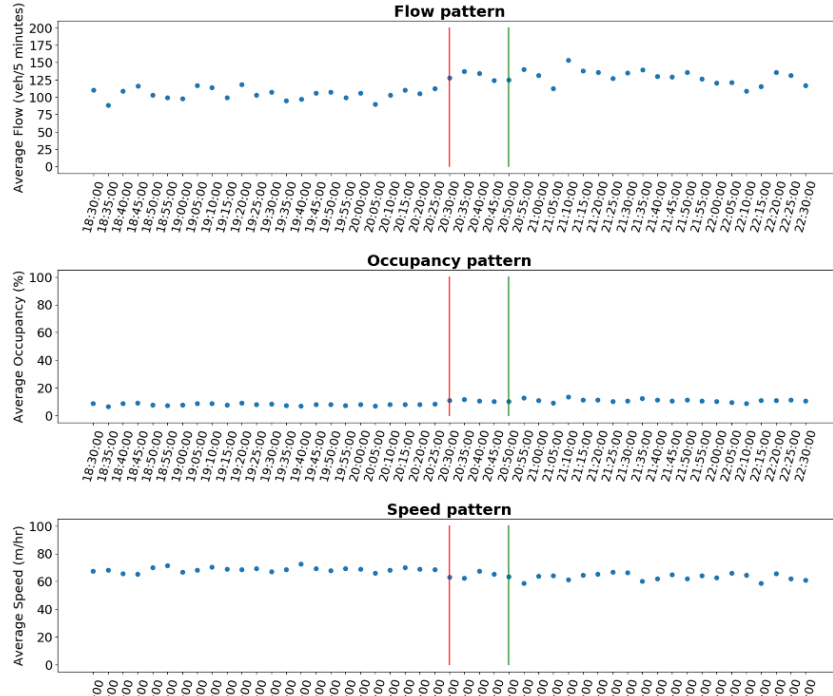 Flow pattern
Average Flow (veh/5 minutes)
200
175
150
125
100
75
50
25
0
18:30:00 18:35:00 18:40:00 18:45:00 18:50:00 18:55:00 19:00:00 19:05:00 19:10:00 19:15:00 19:20:00 19:25:00 19:30:00 19:35:00 19:40:00 19:45:00 19:50:00 19:55:00 20:00:00 20:05:00 20:10:00 20:15:00 20:20:00 20:25:00 20:30:00 20:35:00 20:40:00 20:45:00 20:50:00 20:55:00 21:00:00 21:05:00 21:10:00 21:15:00 21:20:00 21:25:00 21:30:00 21:35:00 21:40:00 21:45:00 21:50:00 21:55:00 22:00:00 22:05:00 22:10:00 22:15:00 22:20:00 22:25:00 22:30:00
Occupancy pattern
Average Occupancy (%)
100
80
60
40
20
0
18:30:00 18:35:00 18:40:00 18:45:00 18:50:00 18:55:00 19:00:00 19:05:00 19:10:00 19:15:00 19:20:00 19:25:00 19:30:00 19:35:00 19:40:00 19:45:00 19:50:00 19:55:00 20:00:00 20:05:00 20:10:00 20:15:00 20:20:00 20:25:00 20:30:00 20:35:00 20:40:00 20:45:00 20:50:00 20:55:00 21:00:00 21:05:00 21:10:00 21:15:00 21:20:00 21:25:00 21:30:00 21:35:00 21:40:00 21:45:00 21:50:00 21:55:00 22:00:00 22:05:00 22:10:00 22:15:00 22:20:00 22:25:00 22:30:00
Speed pattern
Average Speed (m/hr)
100
80
60
40
20
0